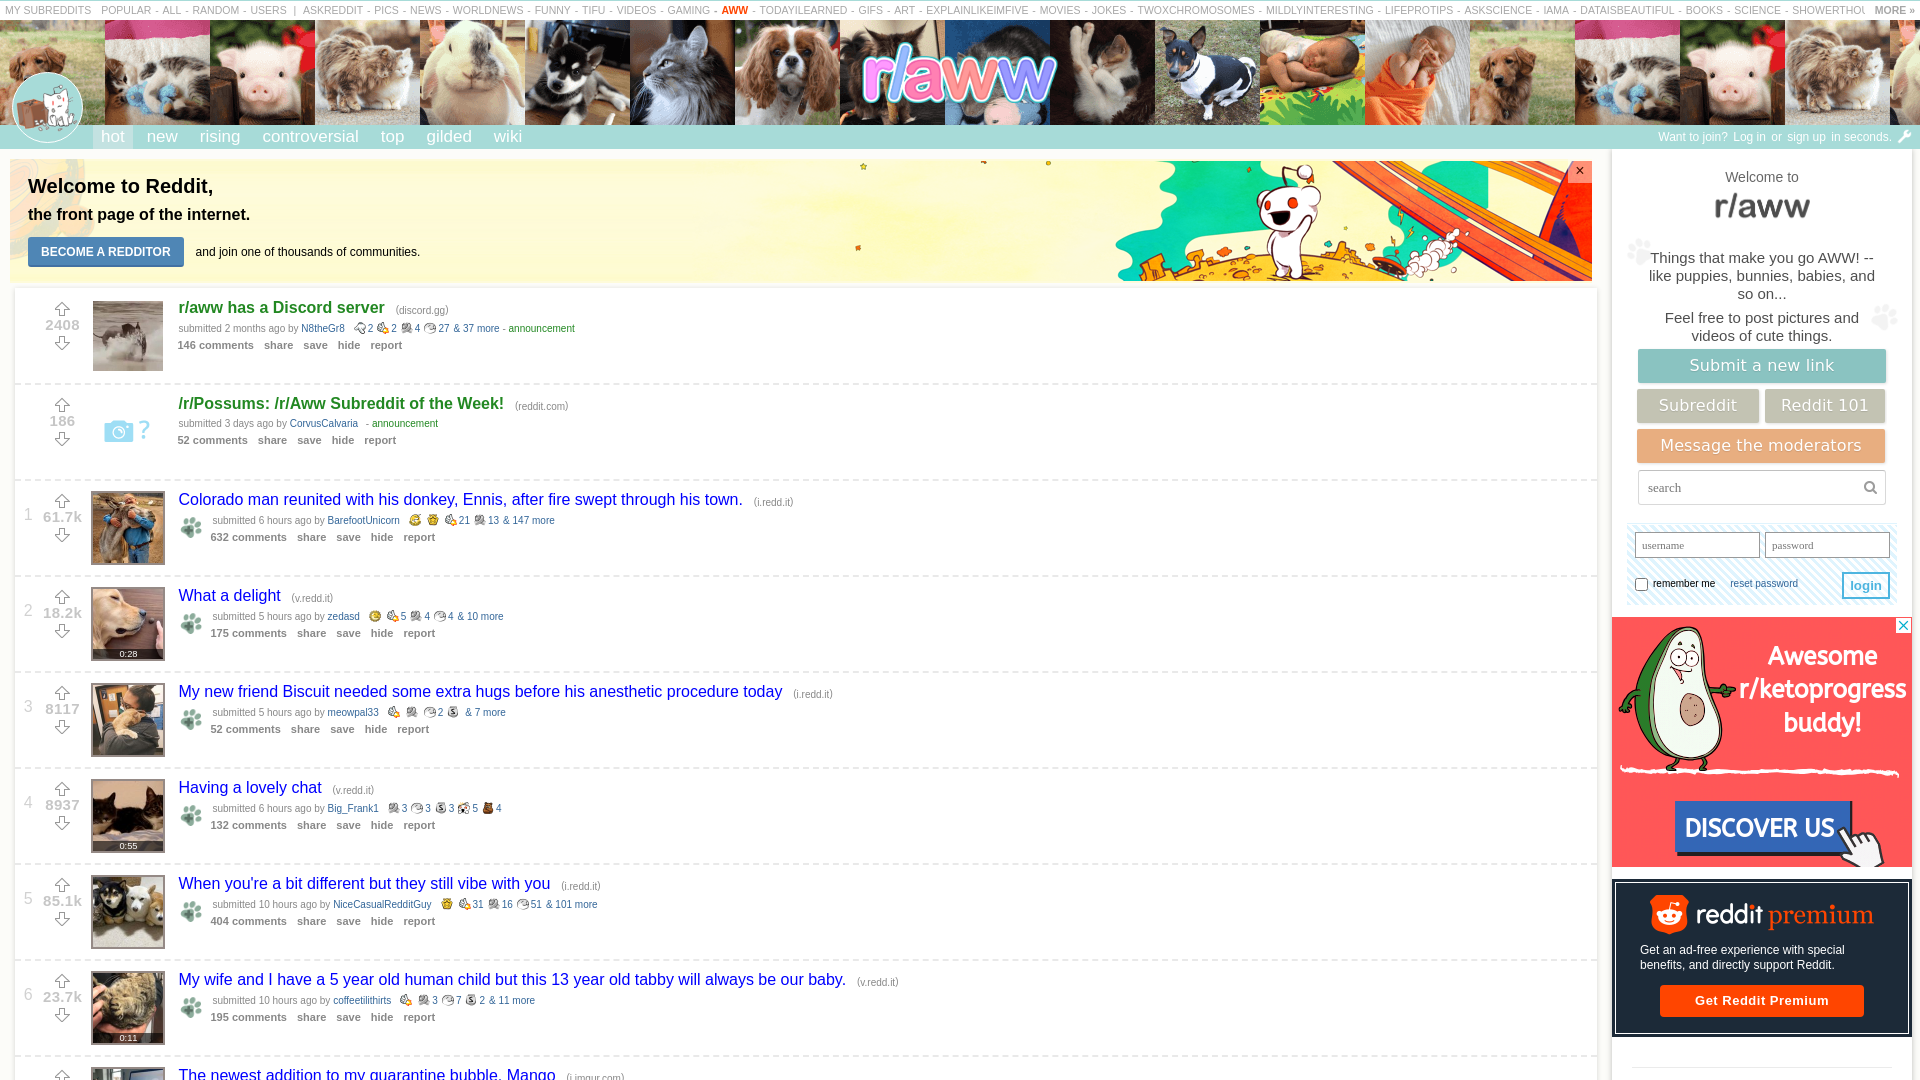 MY SUBREDDITS POPULAR - ALL - RANDOM - USERS | ASKREDDIT - PICS - NEWS - WORLDNEWS - FUNNY - TIFU - VIDEOS - GAMING - AWW - TODAYILEARNED - GIFS - ART - EXPLAINLIKEIMFIVE - MOVIES - JOKES - TWOXCHROMOSOMES - MILDLYINTERESTING - LIFEPROTIPS - ASKSCIENCE - IAMA - DATAISBEAUTIFUL - BOOKS - SCIENCE - SHOWERTHOU MORE »
r/aww
hot new rising controversial top gilded wiki
Want to join? Log in or sign up in seconds.
Welcome to Reddit,
the front page of the internet.
BECOME A REDDITOR and join one of thousands of communities.
×
2408
r/aww has a Discord server (discord.gg)
submitted 2 months ago by N8theGr8 2 2 4 27 & 37 more - announcement
146 comments share save hide report
186
/r/Possums: /r/Aww Subreddit of the Week! (reddit.com)
submitted 3 days ago by CorvusCalvaria - announcement
52 comments share save hide report
1
61.7k
Colorado man reunited with his donkey, Ennis, after fire swept through his town. (i.redd.it)
submitted 6 hours ago by BarefootUnicorn 21 13 & 147 more
632 comments share save hide report
2
18.2k
0:28
What a delight (v.redd.it)
submitted 5 hours ago by zedasd 5 4 4 & 10 more
175 comments share save hide report
3
8117
My new friend Biscuit needed some extra hugs before his anesthetic procedure today (i.redd.it)
submitted 5 hours ago by meowpal33 2 & 7 more
52 comments share save hide report
4
8937
0:55
Having a lovely chat (v.redd.it)
submitted 6 hours ago by Big_Frank1 3 3 3 5 4
132 comments share save hide report
5
85.1k
When you're a bit different but they still vibe with you (i.redd.it)
submitted 10 hours ago by NiceCasualRedditGuy 31 16 51 & 101 more
404 comments share save hide report
6
23.7k
0:11
My wife and I have a 5 year old human child but this 13 year old tabby will always be our baby. (v.redd.it)
submitted 10 hours ago by coffeetilithirts 3 7 2 & 11 more
195 comments share save hide report
The newest addition to my quarantine bubble, Mango (i.imgur.com)
Welcome to
r/aww
Things that make you go AWW! --
like puppies, bunnies, babies, and
so on...
Feel free to post pictures and
videos of cute things.
Submit a new link
Subreddit Reddit 101
Message the moderators
search
username password
remember me reset password login
Awesome
r/ketoprogress
buddy!
DISCOVER US
reddit premium
Get an ad-free experience with special
benefits, and directly support Reddit.
Get Reddit Premium